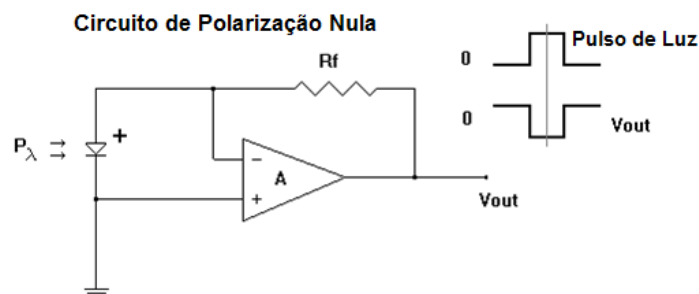 Circuito de Polarização Nula
Pulso de Luz
Rf
0
+
Pλ
0
Vout
−
A
+
Vout